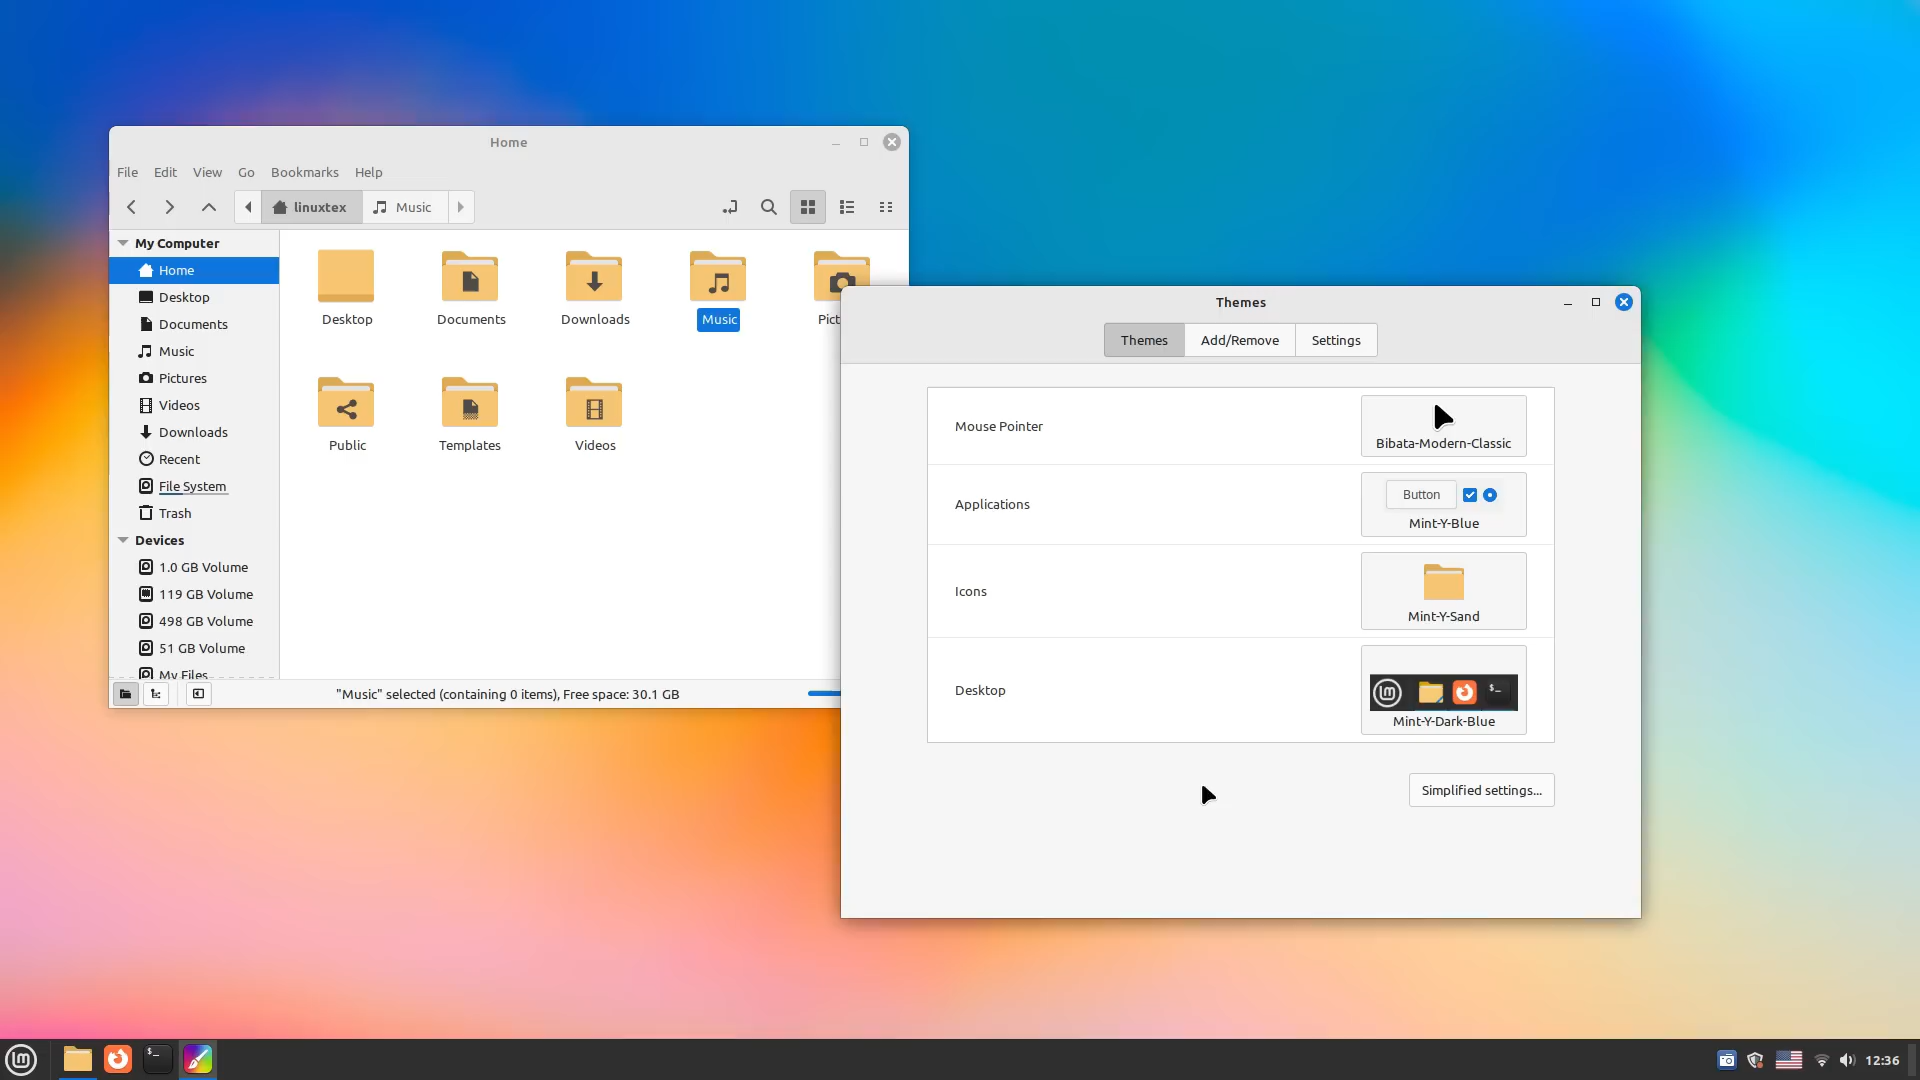 Home
File Edit View Go Bookmarks Help
linuxtex Music
My Computer
Home
Desktop
Documents
Music
Pictures
Videos
Downloads
Recent
File System
Trash
Devices
1.0 GB Volume
119 GB Volume
498 GB Volume
51 GB Volume
My Files
Desktop Documents Downloads Music Pict
Public Templates Videos
"Music" selected (containing 0 items), Free space: 30.1 GB
Themes
Themes Add/Remove Settings
Mouse Pointer
Bibata-Modern-Classic
Applications
Button
Mint-Y-Blue
Icons
Mint-Y-Sand
Desktop
Mint-Y-Dark-Blue
Simplified settings...
12:36